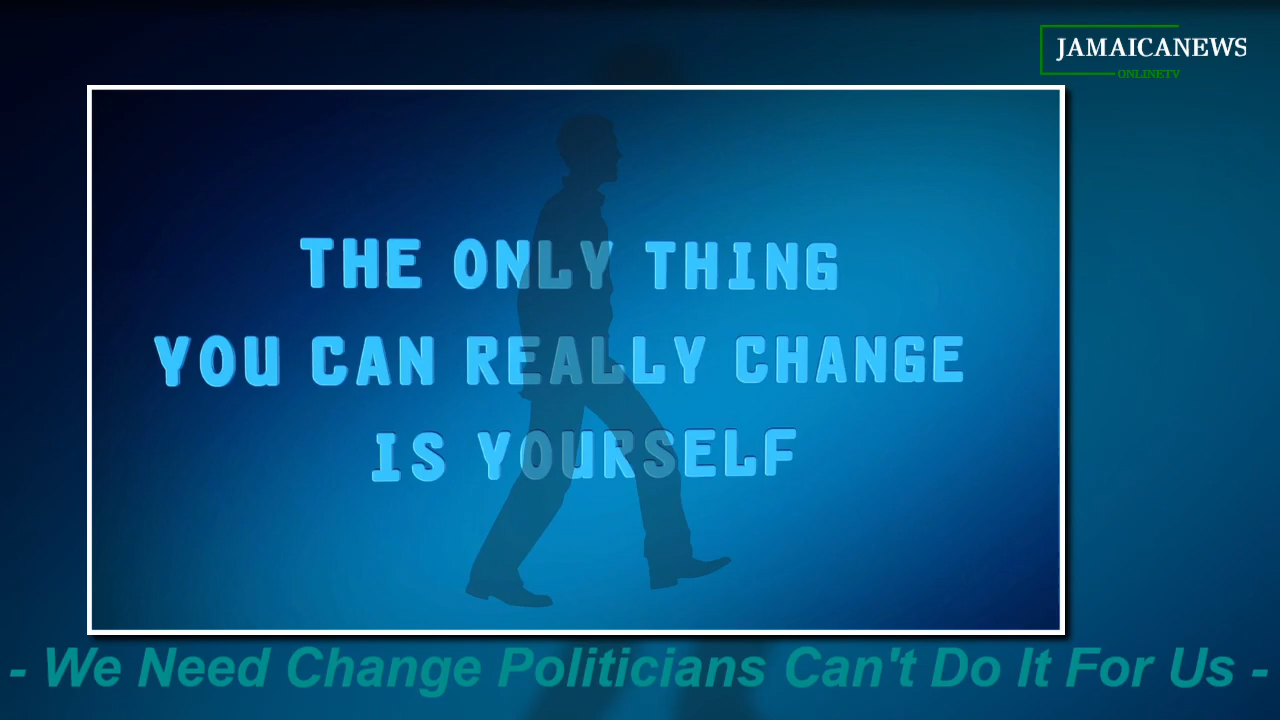 JAMAICANEWS
ONLINETV
THE ONLY THING
YOU CAN REALLY CHANGE
IS YOURSELF
- We Need Change Politicians Can't Do It For Us -